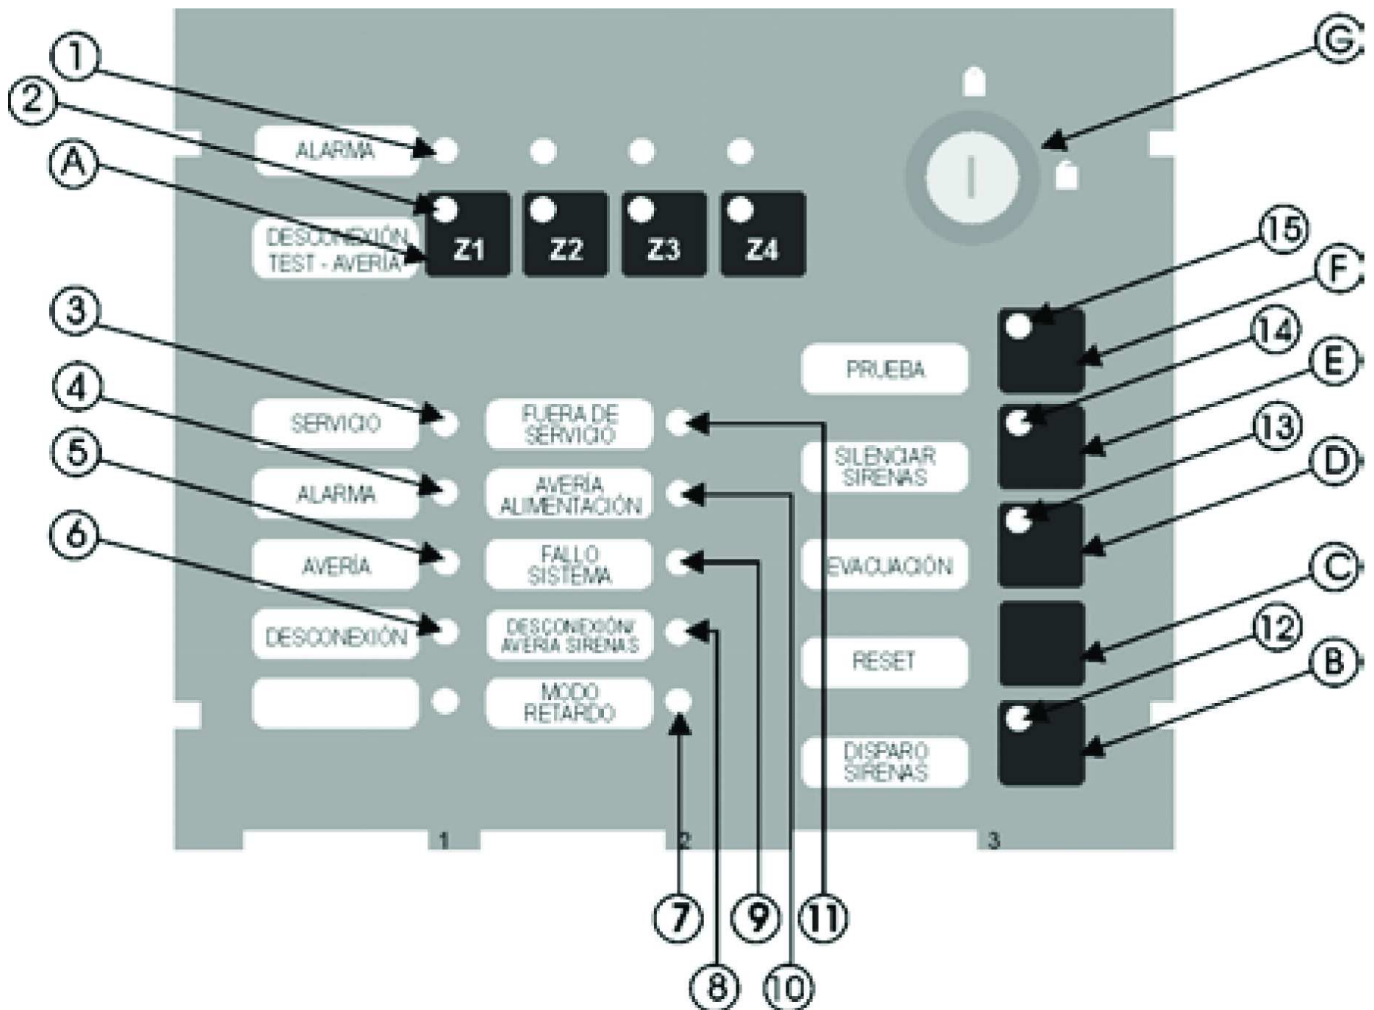 1
G
2
ALARMA
A
DESCONEXIÓN
TEST - AVERÍA
Z1 Z2 Z3 Z4
15
F
3
14
PRUEBA
E
4
SERVICIO
FUERA DE
SERVICIO
13
5
SILENCIAR
SIRENAS
D
ALARMA
AVERÍA
ALIMENTACIÓN
6
AVERÍA
FALLO
SISTEMA
EVACUACIÓN
C
DESCONEXIÓN
DESCONEXIÓN/
AVERÍA SIRENAS
12
RESET
B
MODO
RETARDO
DISPARO
SIRENAS
1 2 3
7 9 11
8 10